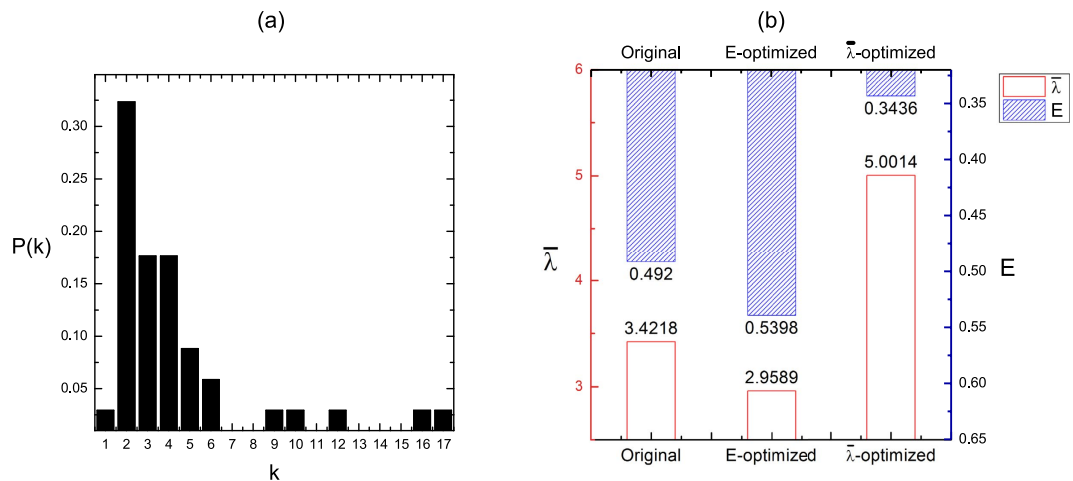 (a)
0.30
0.25
0.20
0.15
0.10
0.05
P(k)
1 2 3 4 5 6 7 8 9 10 11 12 13 14 15 16 17
k
(b)
Original E-optimized λ̄-optimized
6
5
4
3
λ̄
0.492
0.5398
0.3436
3.4218
2.9589
5.0014
Original E-optimized λ̄-optimized
0.35
0.40
0.45
0.50
0.55
0.60
0.65
E
λ̄
E